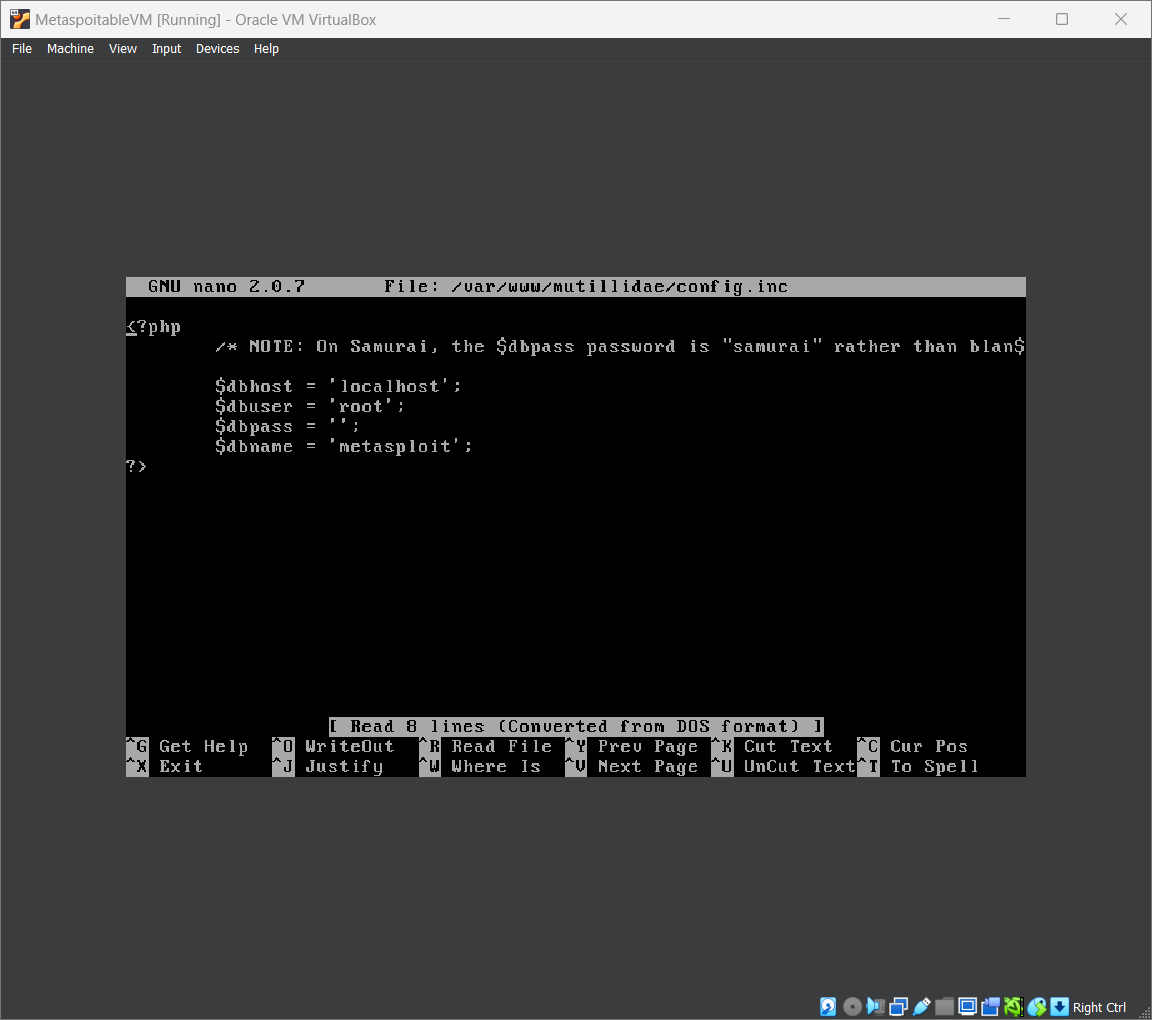 MetaspoitableVM [Running] - Oracle VM VirtualBox
File Machine View Input Devices Help
GNU nano 2.0.7 File: /var/www/mutillidae/config.inc
<?php
/* NOTE: On Samurai, the $dbpass password is "samurai" rather than blan$
$dbhost = 'localhost';
$dbuser = 'root';
$dbpass = '';
$dbname = 'metasploit';
?>
[ Read 8 lines (Converted from DOS format) ]
^G Get Help ^O WriteOut ^R Read File ^Y Prev Page ^K Cut Text ^C Cur Pos
^X Exit ^J Justify ^W Where Is ^V Next Page ^U UnCut Text ^T To Spell
Right Ctrl